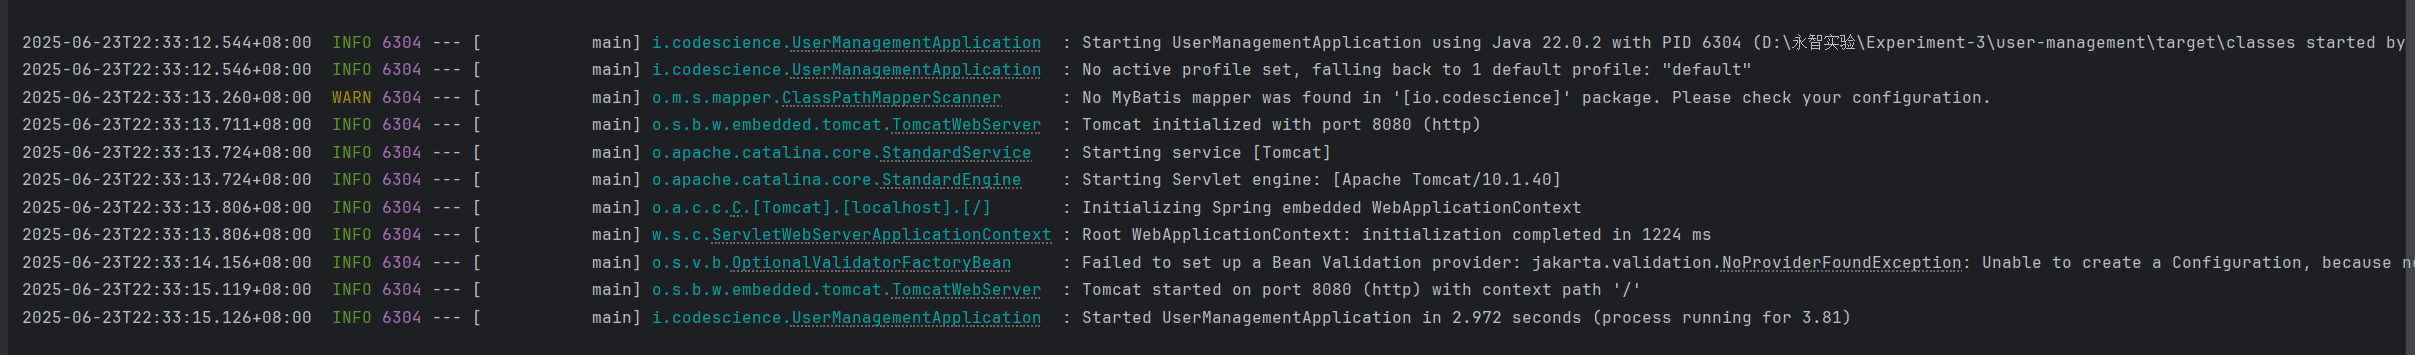 2025-06-23T22:33:12.544+08:00  INFO 6304 --- [           main] i.codescience.UserManagementApplication  : Starting UserManagementApplication using Java 22.0.2 with PID 6304 (D:\永智实验\Experiment-3\user-management\target\classes started by
2025-06-23T22:33:12.546+08:00  INFO 6304 --- [           main] i.codescience.UserManagementApplication  : No active profile set, falling back to 1 default profile: "default"
2025-06-23T22:33:13.260+08:00  WARN 6304 --- [           main] o.m.s.mapper.ClassPathMapperScanner      : No MyBatis mapper was found in '[io.codescience]' package. Please check your configuration.
2025-06-23T22:33:13.711+08:00  INFO 6304 --- [           main] o.s.b.w.embedded.tomcat.TomcatWebServer  : Tomcat initialized with port 8080 (http)
2025-06-23T22:33:13.724+08:00  INFO 6304 --- [           main] o.apache.catalina.core.StandardService   : Starting service [Tomcat]
2025-06-23T22:33:13.724+08:00  INFO 6304 --- [           main] o.apache.catalina.core.StandardEngine    : Starting Servlet engine: [Apache Tomcat/10.1.40]
2025-06-23T22:33:13.806+08:00  INFO 6304 --- [           main] o.a.c.c.C.[Tomcat].[localhost].[/]       : Initializing Spring embedded WebApplicationContext
2025-06-23T22:33:13.806+08:00  INFO 6304 --- [           main] w.s.c.ServletWebServerApplicationContext : Root WebApplicationContext: initialization completed in 1224 ms
2025-06-23T22:33:14.156+08:00  INFO 6304 --- [           main] o.s.v.b.OptionalValidatorFactoryBean     : Failed to set up a Bean Validation provider: jakarta.validation.NoProviderFoundException: Unable to create a Configuration, because
2025-06-23T22:33:15.119+08:00  INFO 6304 --- [           main] o.s.b.w.embedded.tomcat.TomcatWebServer  : Tomcat started on port 8080 (http) with context path '/'
2025-06-23T22:33:15.126+08:00  INFO 6304 --- [           main] i.codescience.UserManagementApplication  : Started UserManagementApplication in 2.972 seconds (process running for 3.81)